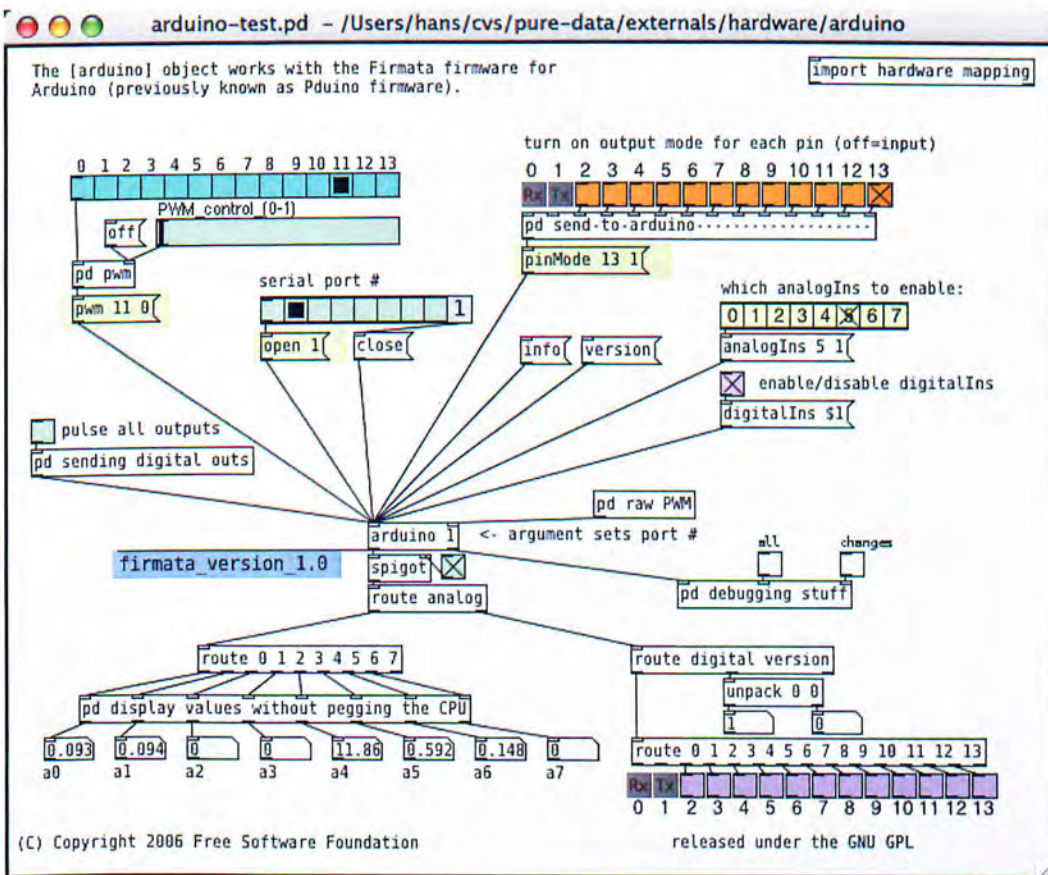 arduino-test.pd - /Users/hans/cvs/pure-data/externals/hardware/arduino
The [arduino] object works with the Firmata firmware for
Arduino (previously known as Pduino firmware).
import hardware mapping
turn on output mode for each pin (off=input)
0 1 2 3 4 5 6 7 8 9 10 11 12 13
0 1 2 3 4 5 6 7 8 9 10 11 12 13
Rx Tx
PWM_control_(0-1)
off
pd send-to-arduino--------------------
pd pwm
pinMode 13 1
serial port #
which analogIns to enable:
pwm 11 0
1
0 1 2 3 4 5 6 7
open 1
close
info
version
analogIns 5 1
enable/disable digitalIns
digitalIns $1
pulse all outputs
pd sending digital outs
pd raw PWM
arduino 1
<- argument sets port #
all
changes
firmata_version_1.0
spigot
pd debugging stuff
route analog
route 0 1 2 3 4 5 6 7
route digital version
unpack 0 0
pd display values without pegging the CPU
1
0
0.093
0.094
0
0
11.86
0.592
0.148
0
route 0 1 2 3 4 5 6 7 8 9 10 11 12 13
a0 a1 a2 a3 a4 a5 a6 a7
Rx Tx
0 1 2 3 4 5 6 7 8 9 10 11 12 13
(C) Copyright 2006 Free Software Foundation
released under the GNU GPL